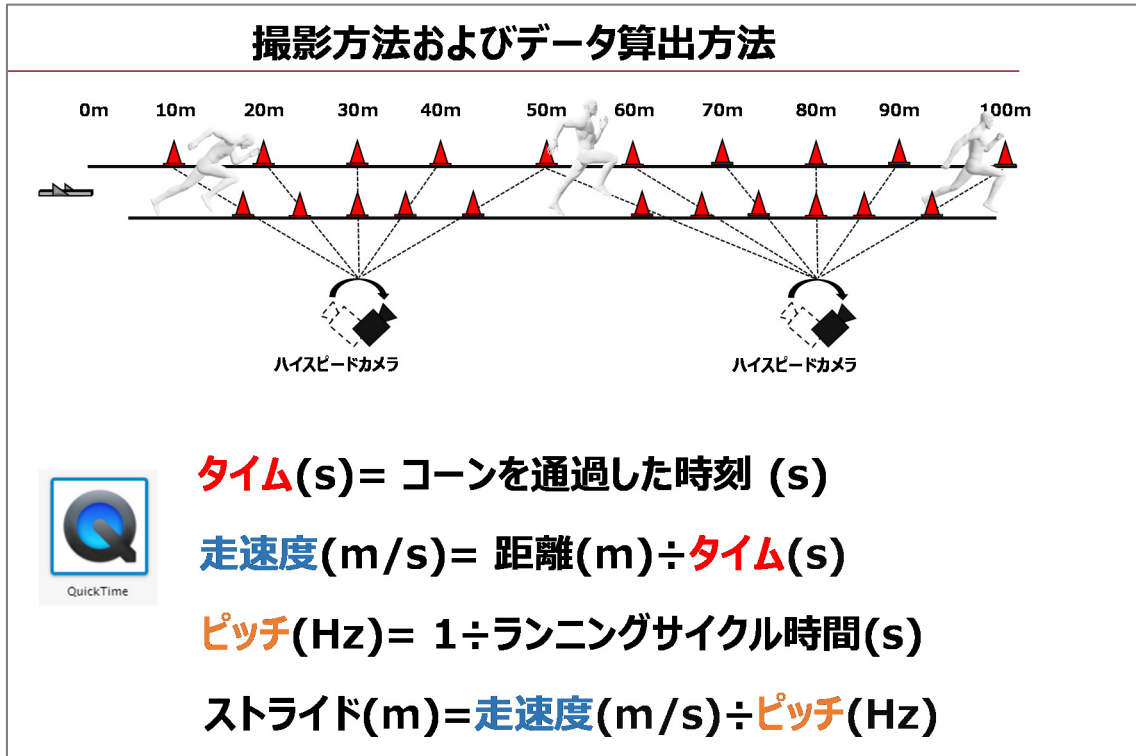 撮影方法およびデータ算出方法
0m 10m 20m 30m 40m 50m 60m 70m 80m 90m 100m
ハイスピードカメラ ハイスピードカメラ
タイム(s)= コーンを通過した時刻 (s)
走速度(m/s)= 距離(m)÷タイム(s)
QuickTime
ピッチ(Hz)= 1÷ランニングサイクル時間(s)
ストライド(m)=走速度(m/s)÷ピッチ(Hz)